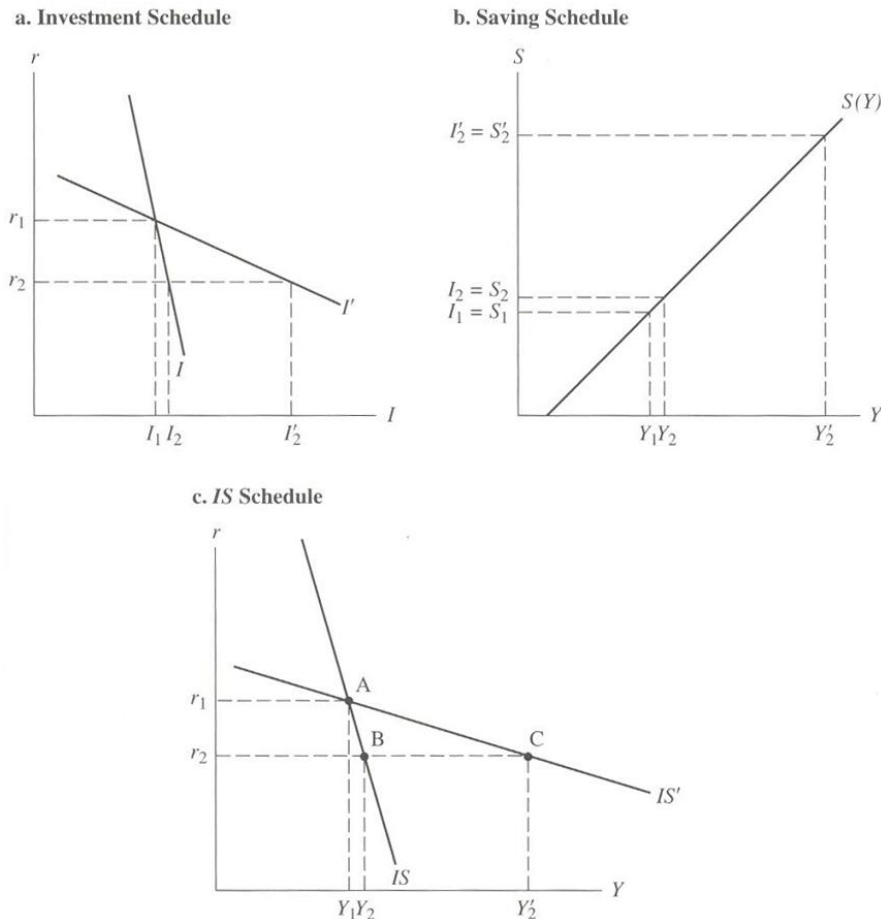 a. Investment Schedule
r
r₁
r₂
I′
I
I
I₁ I₂
I′₂
b. Saving Schedule
S
S(Y)
I′₂ = S′₂
I₂ = S₂
I₁ = S₁
Y
Y₁Y₂
Y′₂
c. IS Schedule
r
A
r₁
B
C
r₂
IS′
IS
Y
Y₁Y₂
Y′₂